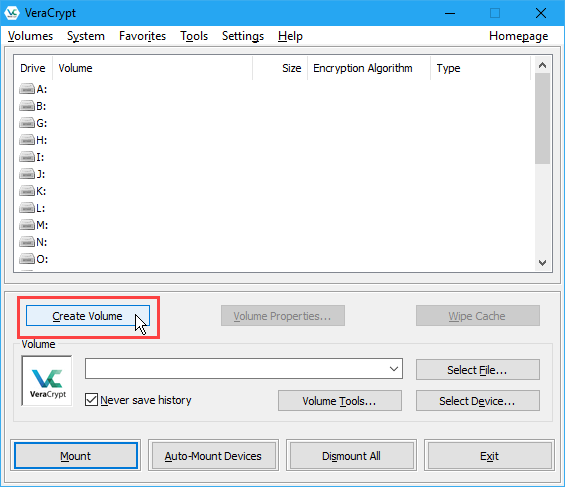 VeraCrypt
Volumes System Favorites Tools Settings Help Homepage
Drive Volume Size Encryption Algorithm Type
A:
B:
G:
H:
I:
J:
K:
L:
M:
N:
O:
Create Volume Volume Properties... Wipe Cache
Volume
VeraCrypt
Select File...
Never save history Volume Tools... Select Device...
Mount Auto-Mount Devices Dismount All Exit